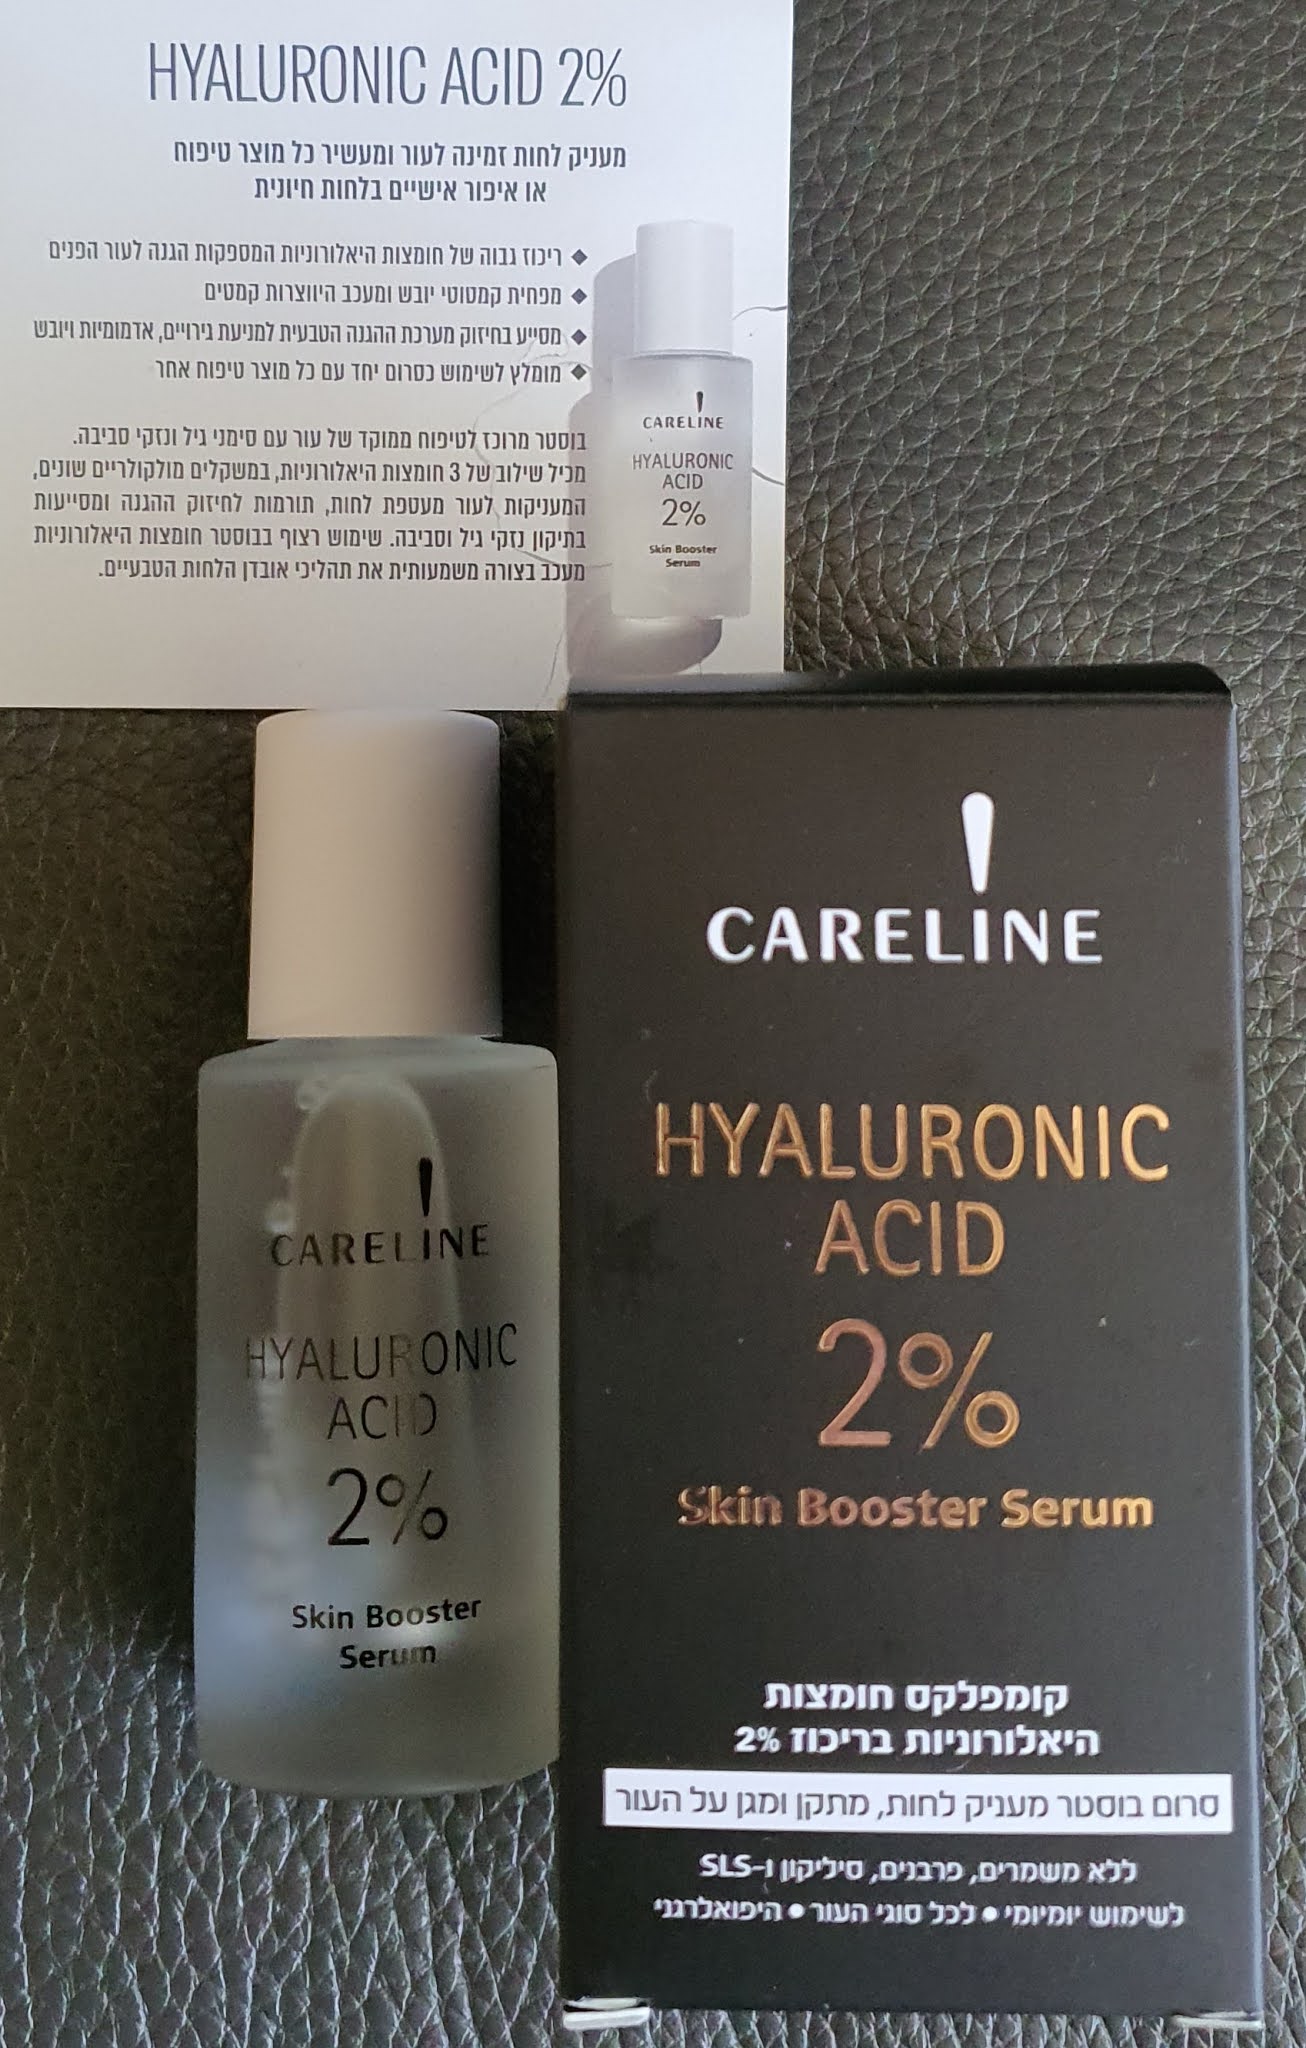 HYALURONIC ACID 2%
מעניק לחות זמינה לעור ומעשיר כל מוצר טיפוח
או איפור אישיים בלחות חיונית
◆ ריכוז גבוה של חומצות היאלורוניות המספקות הגנה לעור הפנים
◆ מפחית קמטוטי יובש ומעכב היווצרות קמטים
◆ מסייע בחיזוק מערכת ההגנה הטבעית למניעת גירויים, אדמומיות ויובש
◆ מומלץ לשימוש כסרום יחד עם כל מוצר טיפוח אחר
בוסטר מרוכז לטיפוח ממוקד של עור עם סימני גיל ונזקי סביבה.
מכיל שילוב של 3 חומצות היאלורוניות, במשקלים מולקולריים שונים,
המעניקות לעור מעטפת לחות, תורמות לחיזוק ההגנה ומסייעות
בתיקון נזקי גיל וסביבה. שימוש רצוף בבוסטר חומצות היאלורוניות
מעכב בצורה משמעותית את תהליכי אובדן הלחות הטבעיים.
CARELINE
HYALURONIC
ACID
2%
Skin Booster
Serum
CARELINE
HYALURONIC
ACID
2%
Skin Booster
Serum
CARELINE
HYALURONIC
ACID
2%
Skin Booster Serum
קומפלקס חומצות
היאלורוניות בריכוז 2%
סרום בוסטר מעניק לחות, מתקן ומגן על העור
ללא משמרים, פרבנים, סיליקון ו-SLS
לשימוש יומיומי • לכל סוגי העור • היפואלרגני